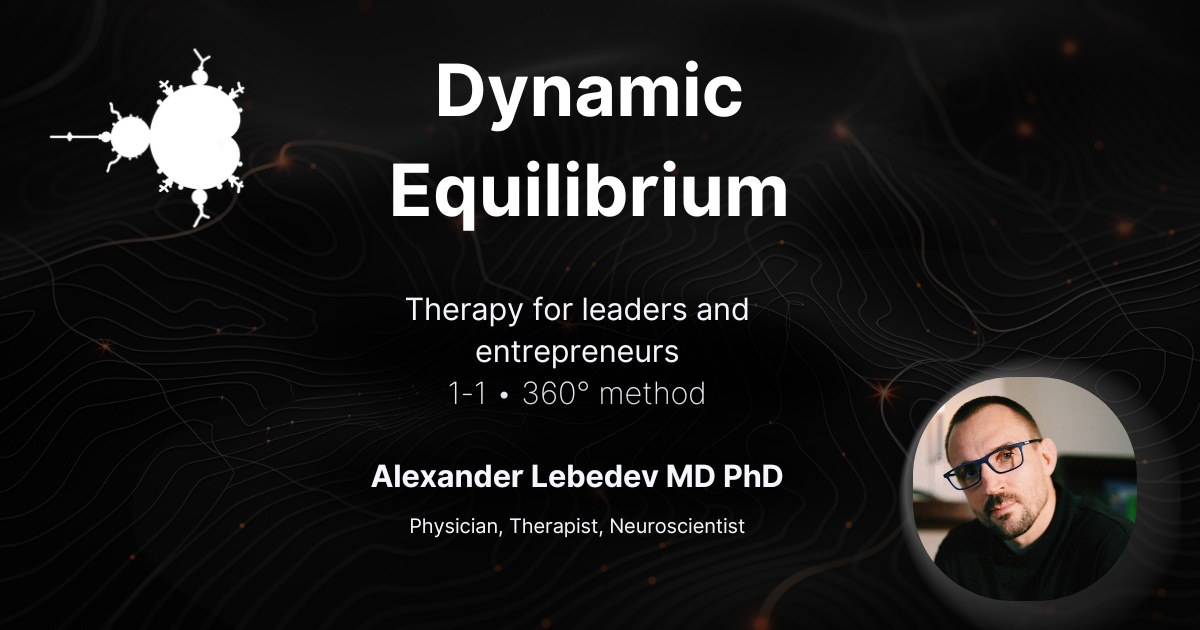 Dynamic
Equilibrium
Therapy for leaders and
entrepreneurs
1-1 • 360° method
Alexander Lebedev MD PhD
Physician, Therapist, Neuroscientist